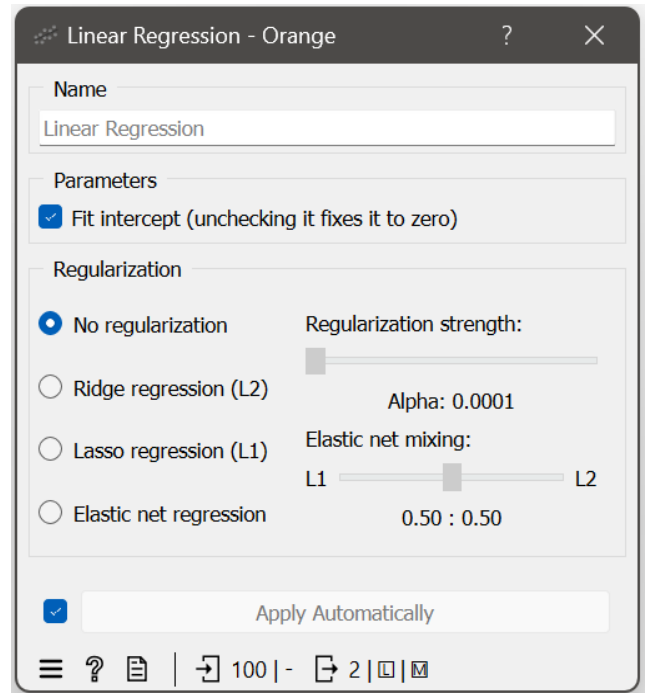 Linear Regression - Orange ?
Name
Linear Regression
Parameters
Fit intercept (unchecking it fixes it to zero)
Regularization
No regularization
Regularization strength:
Ridge regression (L2)
Alpha: 0.0001
Lasso regression (L1)
Elastic net mixing:
L1 L2
Elastic net regression
0.50 : 0.50
Apply Automatically
? 100 | - 2 | L | M